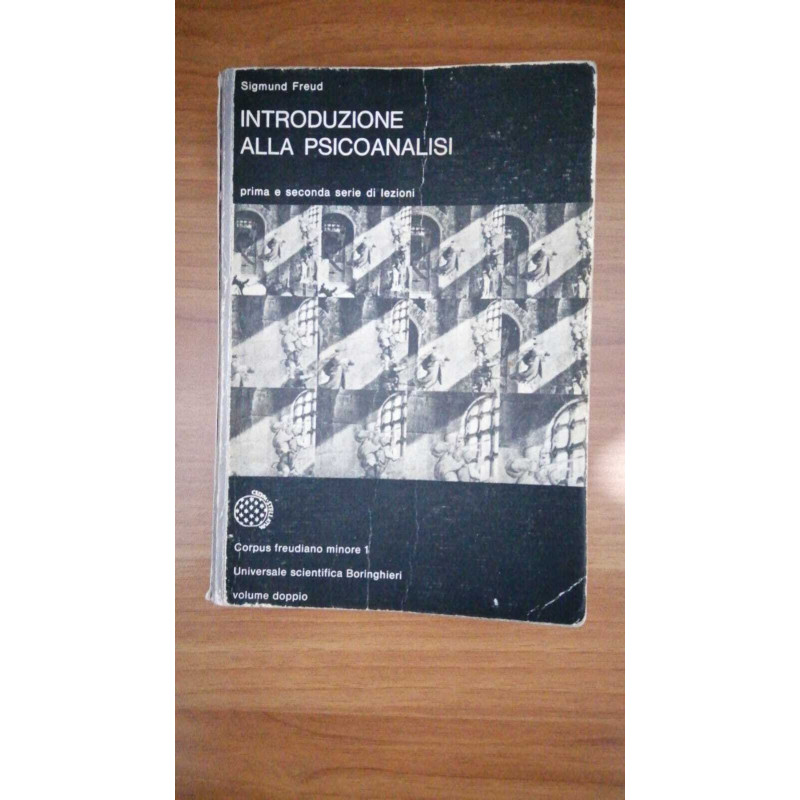 Sigmund Freud
INTRODUZIONE
ALLA PSICOANALISI
prima e seconda serie di lezioni
Corpus freudiano minore 1
Universale scientifica Boringhieri
volume doppio